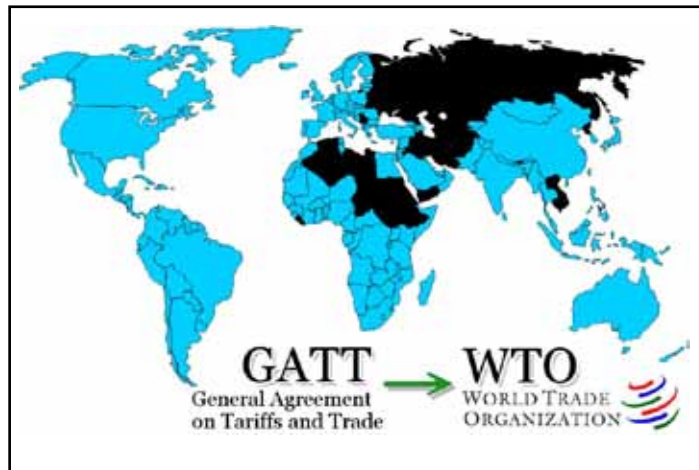 GATT
General Agreement
on Tariffs and Trade
WTO
WORLD TRADE
ORGANIZATION